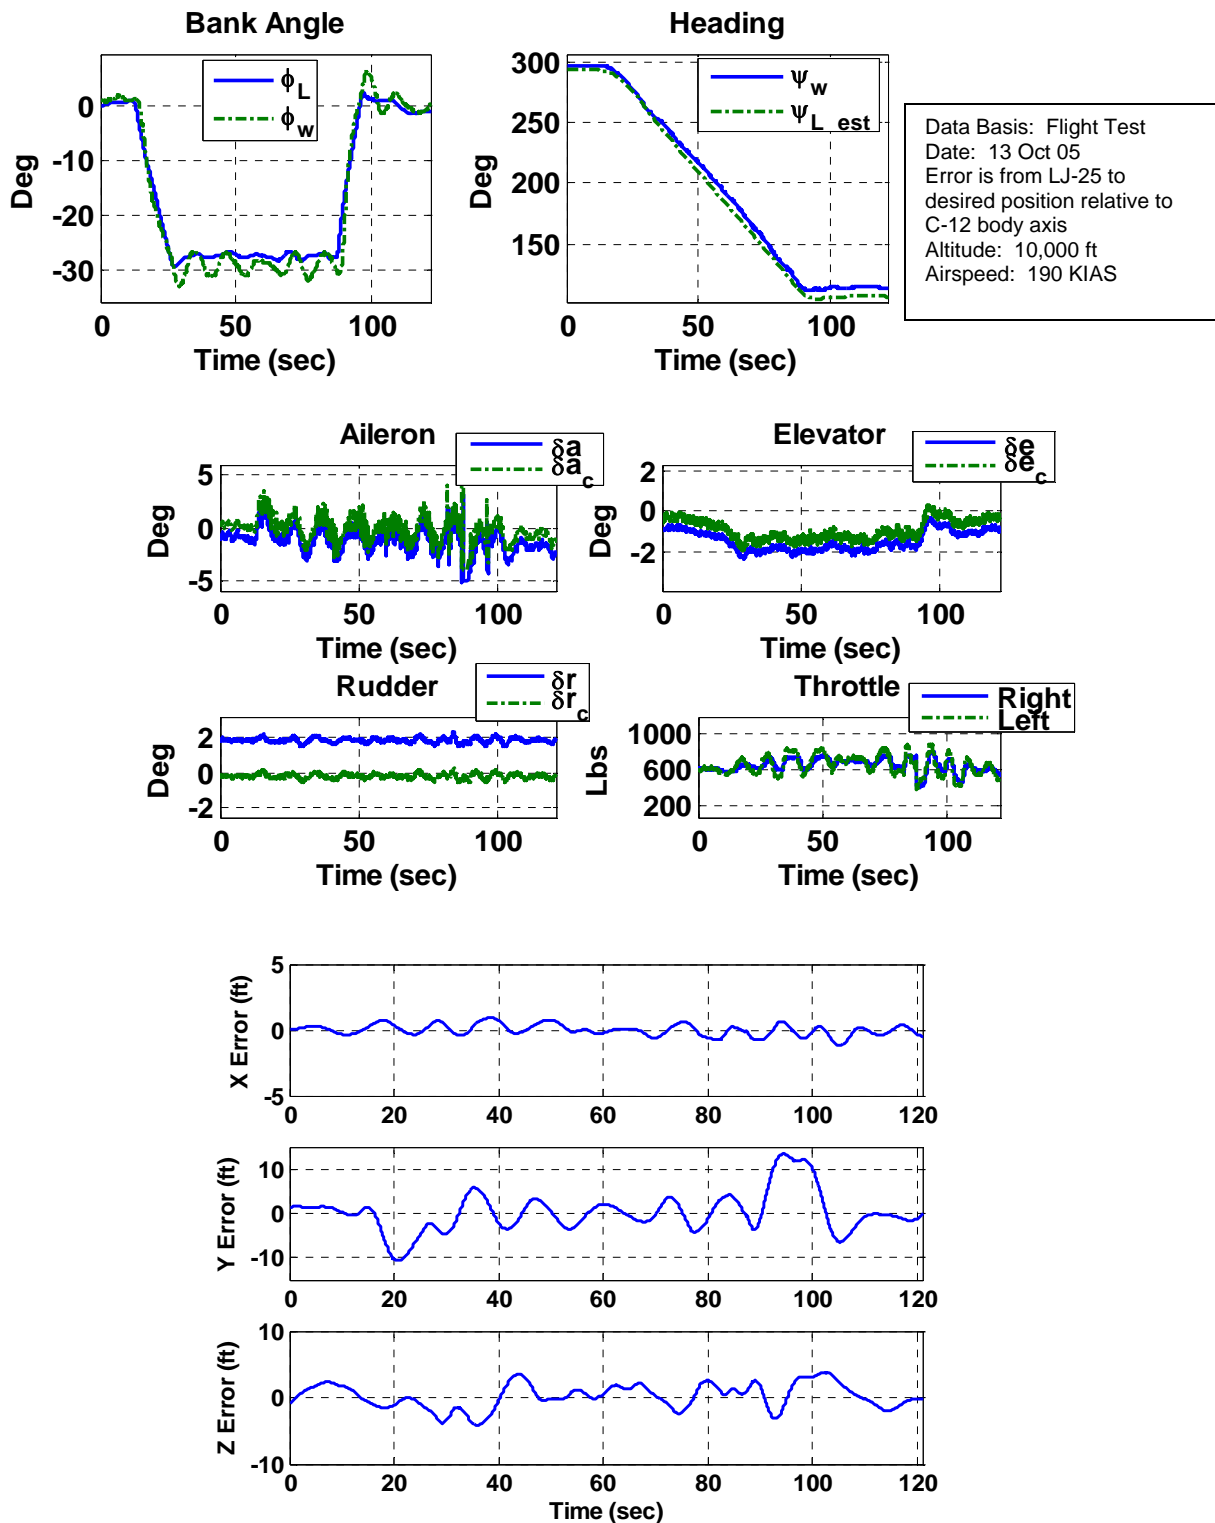 Bank Angle
Heading
0
-10
-20
-30
Deg
ϕL
ϕw
0 50 100
Time (sec)
300
250
200
150
Deg
ψw
ψL_est
0 50 100
Time (sec)
Data Basis: Flight Test
Date: 13 Oct 05
Error is from LJ-25 to
desired position relative to
C-12 body axis
Altitude: 10,000 ft
Airspeed: 190 KIAS
Aileron
δa
δac
5
0
-5
Deg
0 50 100
Time (sec)
Elevator
δe
δec
2
0
-2
Deg
0 50 100
Time (sec)
Rudder
δr
δrc
2
0
-2
Deg
0 50 100
Time (sec)
Throttle
Right
Left
1000
600
200
Lbs
0 50 100
Time (sec)
5
0
-5
X Error (ft)
0 20 40 60 80 100 120
10
0
-10
Y Error (ft)
0 20 40 60 80 100 120
10
0
-10
Z Error (ft)
0 20 40 60 80 100 120
Time (sec)